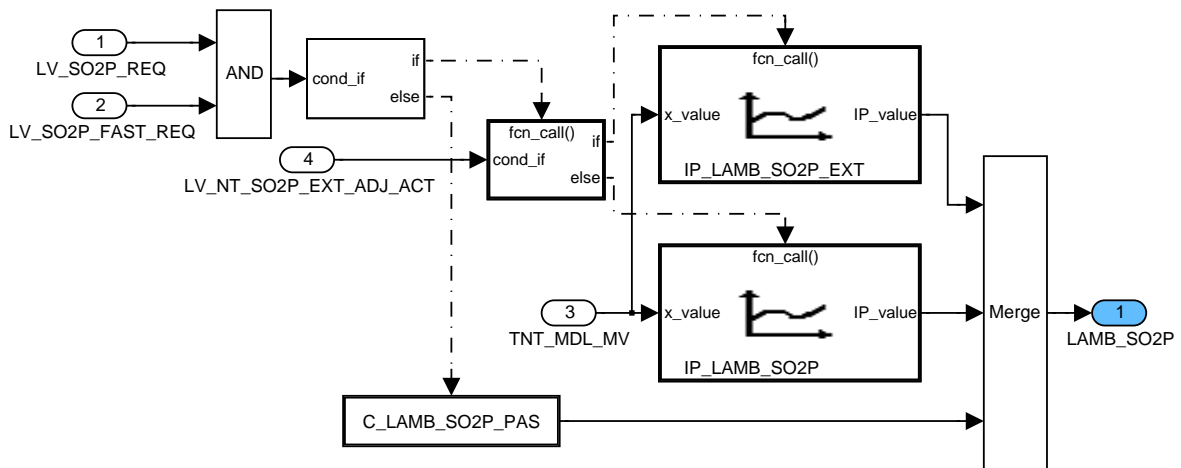 1
LV_SO2P_REQ
2
LV_SO2P_FAST_REQ
AND
cond_if
if
else
4
LV_NT_SO2P_EXT_ADJ_ACT
fcn_call()
cond_if
if
else
fcn_call()
x_value
IP_value
IP_LAMB_SO2P_EXT
fcn_call()
x_value
IP_value
IP_LAMB_SO2P
3
TNT_MDL_MV
C_LAMB_SO2P_PAS
Merge
1
LAMB_SO2P